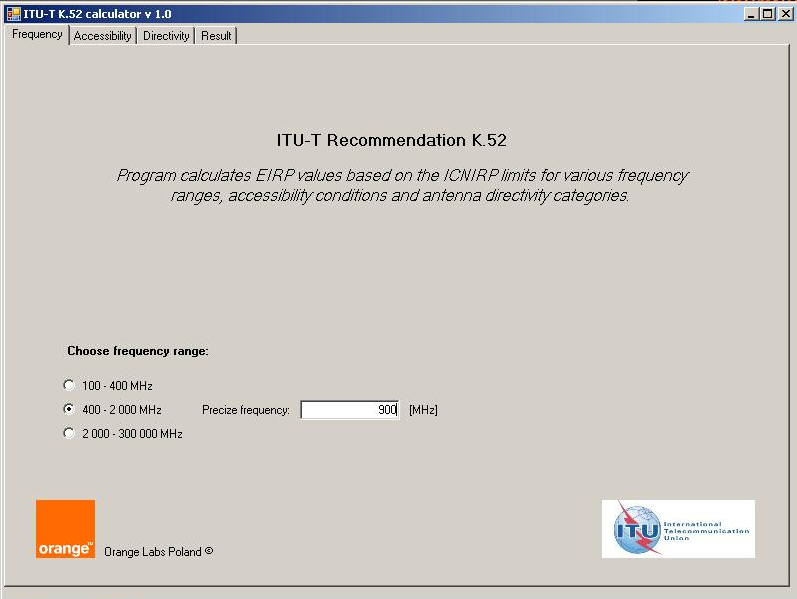 ITU-T K.52 calculator v 1.0
Frequency Accessibility Directivity Result
ITU-T Recommendation K.52
Program calculates EIRP values based on the ICNIRP limits for various frequency
ranges, accessibility conditions and antenna directivity categories.
Choose frequency range:
100 - 400 MHz
400 - 2 000 MHz Precize frequency: 900 [MHz]
2 000 - 300 000 MHz
orange™ Orange Labs Poland ©
ITU
International
Telecommunication
Union